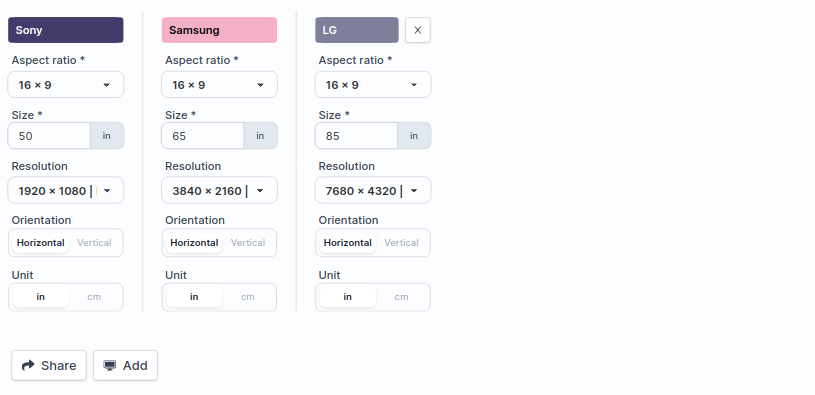 Sony Samsung LG X
Aspect ratio * Aspect ratio * Aspect ratio *
16 × 9 16 × 9 16 × 9
Size * Size * Size *
50 in 65 in 85 in
Resolution Resolution Resolution
1920 × 1080 | 3840 × 2160 | 7680 × 4320 |
Orientation Orientation Orientation
Horizontal Vertical Horizontal Vertical Horizontal Vertical
Unit Unit Unit
in cm in cm in cm
Share Add